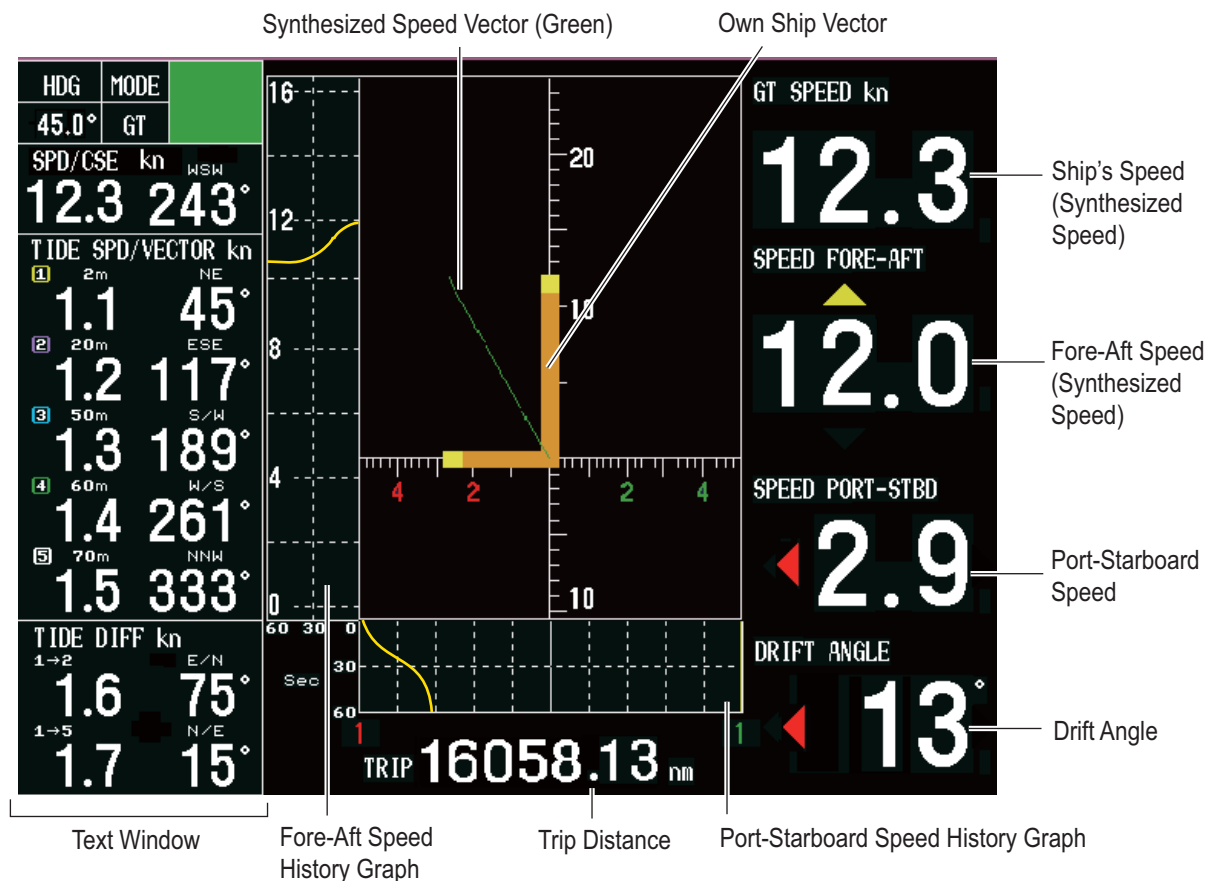 Synthesized Speed Vector (Green)
Own Ship Vector
HDG MODE
45.0° GT
SPD/CSE kn
WSW
12.3 243°
TIDE SPD/VECTOR kn
1 2m NE
1.1 45°
2 20m ESE
1.2 117°
3 50m S/W
1.3 189°
4 60m W/S
1.4 261°
5 70m NNW
1.5 333°
TIDE DIFF kn
1→2 E/N
1.6 75°
1→5 N/E
1.7 15°
16
12
8
4
0
60 30 0
20
10
4 2 2 4
10
Sec
30
60
1 1
TRIP 16058.13 nm
GT SPEED kn
12.3
SPEED FORE-AFT
12.0
SPEED PORT-STBD
2.9
DRIFT ANGLE
13°
Ship's Speed
(Synthesized
Speed)
Fore-Aft Speed
(Synthesized
Speed)
Port-Starboard
Speed
Drift Angle
Text Window
Fore-Aft Speed
History Graph
Trip Distance
Port-Starboard Speed History Graph